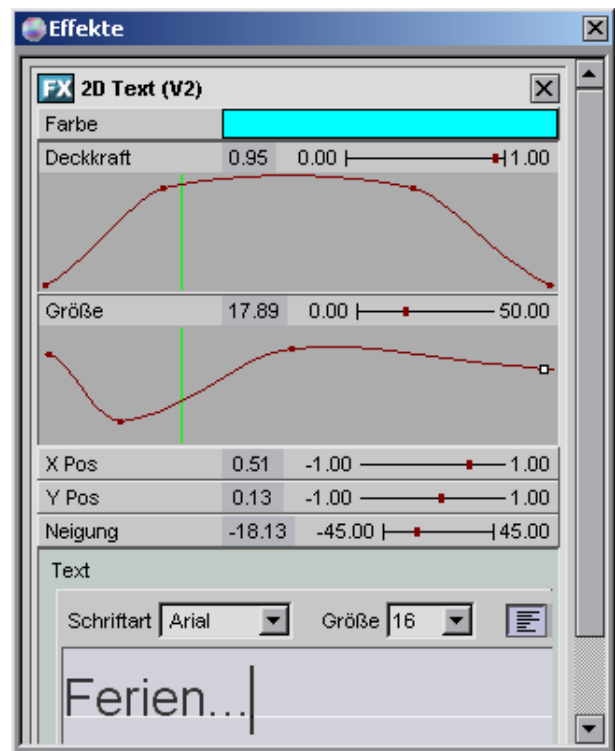 Effekte
FX 2D Text (V2)
Farbe
Deckkraft 0.95 0.00 1.00
Größe 17.89 0.00 50.00
X Pos 0.51 -1.00 1.00
Y Pos 0.13 -1.00 1.00
Neigung -18.13 -45.00 45.00
Text
Schriftart Arial Größe 16
Ferien...